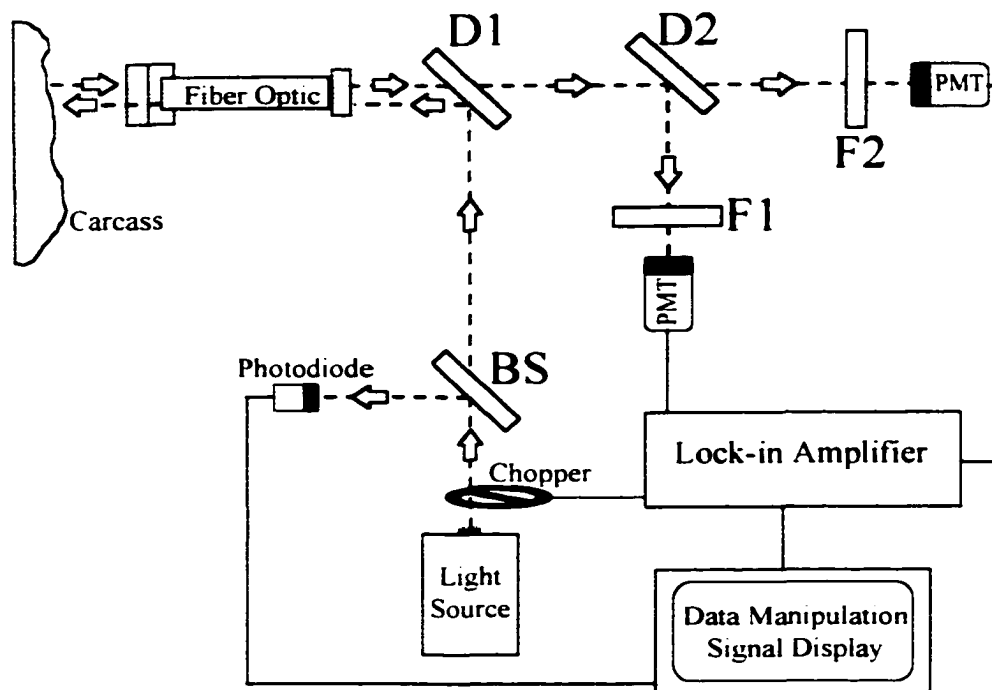 D1
D2
Fiber Optic
PMT
F2
Carcass
F1
PMT
Photodiode
BS
Lock-in Amplifier
Chopper
Light
Source
Data Manipulation
Signal Display